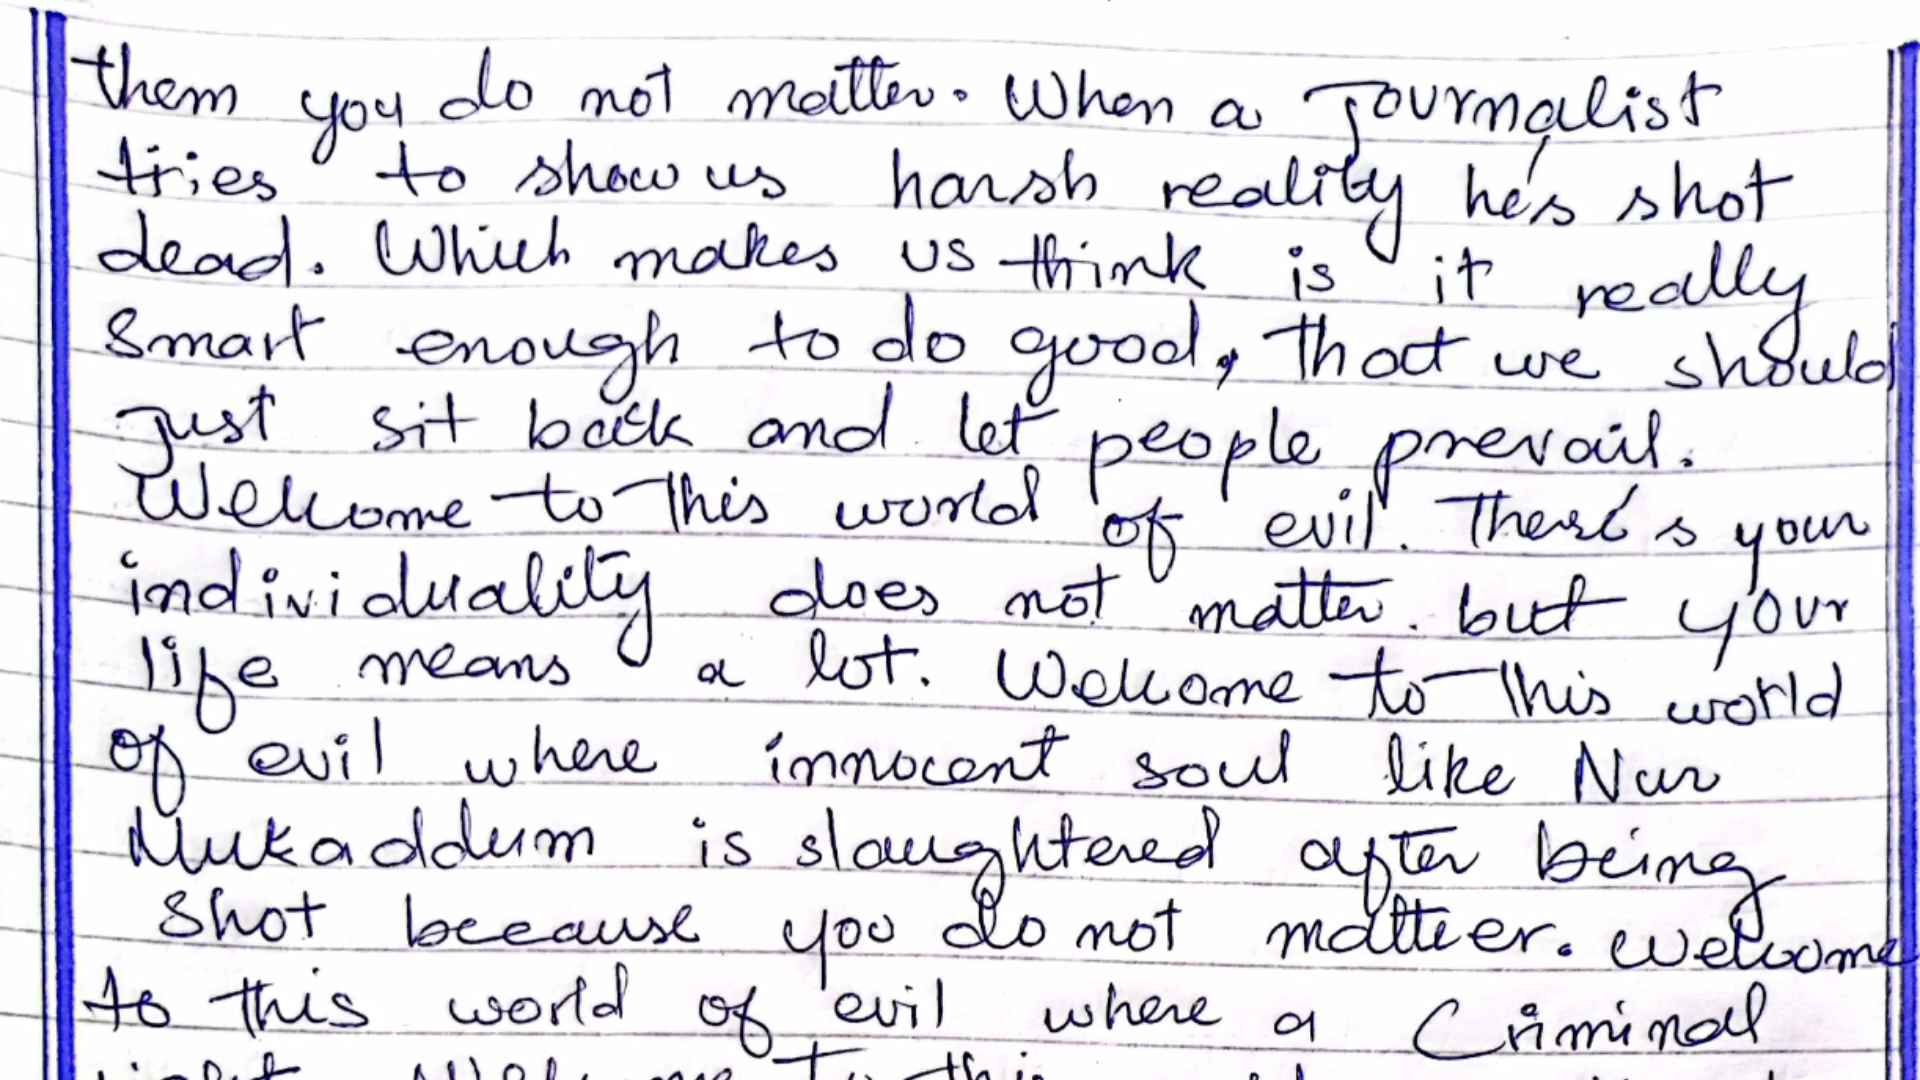 them you do not matter. When a Journalist
tries to show us harsh reality he's shot
dead. Which makes us think is it really
smart enough to do good, that we should
just sit back and let people prevail.
Welcome to this world of evil. There's your
individuality does not matter. but your
life means a lot. Welcome to this world
of evil where innocent soul like Nur
Mukaddum is slaughtered after being
Shot because you do not matter. Welcome
to this world of evil where a Criminal
Welcome to this